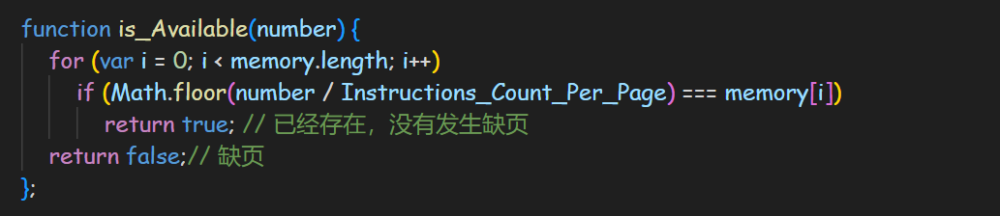 function is_Available(number) {
for (var i = 0; i < memory.length; i++)
if (Math.floor(number / Instructions_Count_Per_Page) === memory[i])
return true; // 已经存在，没有发生缺页
return false;// 缺页
};